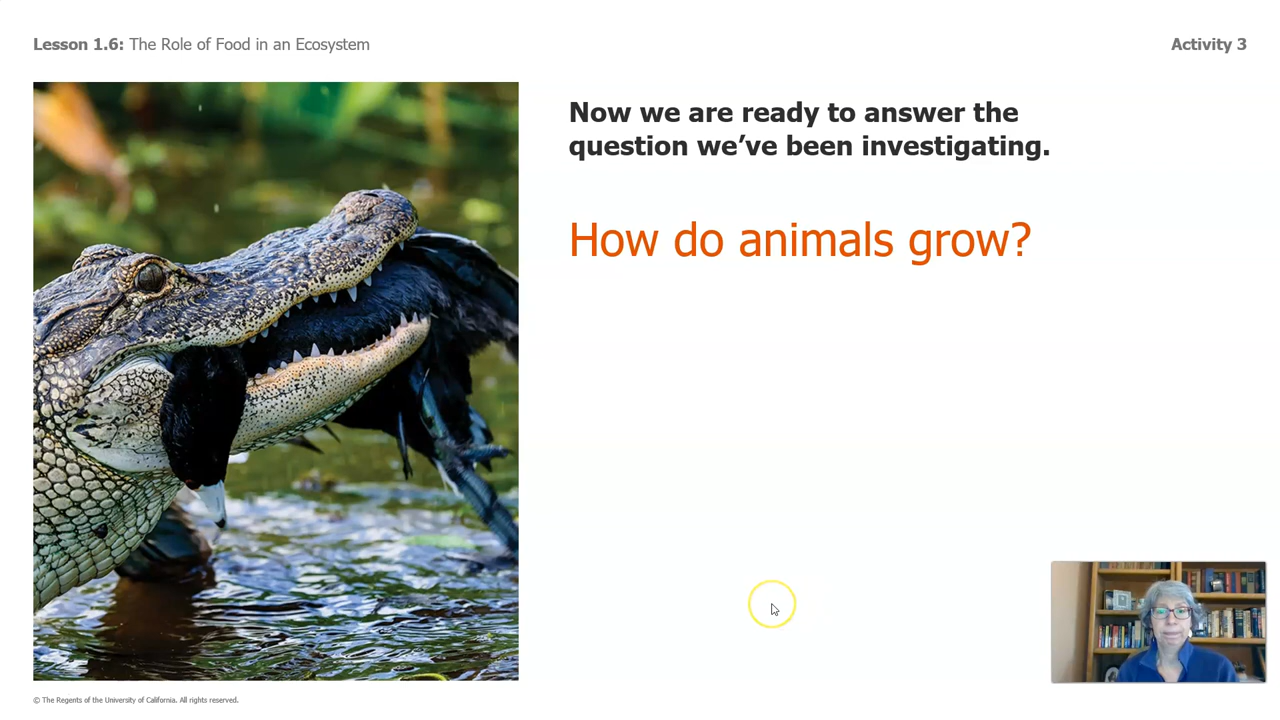 Lesson 1.6: The Role of Food in an Ecosystem
Activity 3
Now we are ready to answer the
question we’ve been investigating.
How do animals grow?
© The Regents of the University of California. All rights reserved.